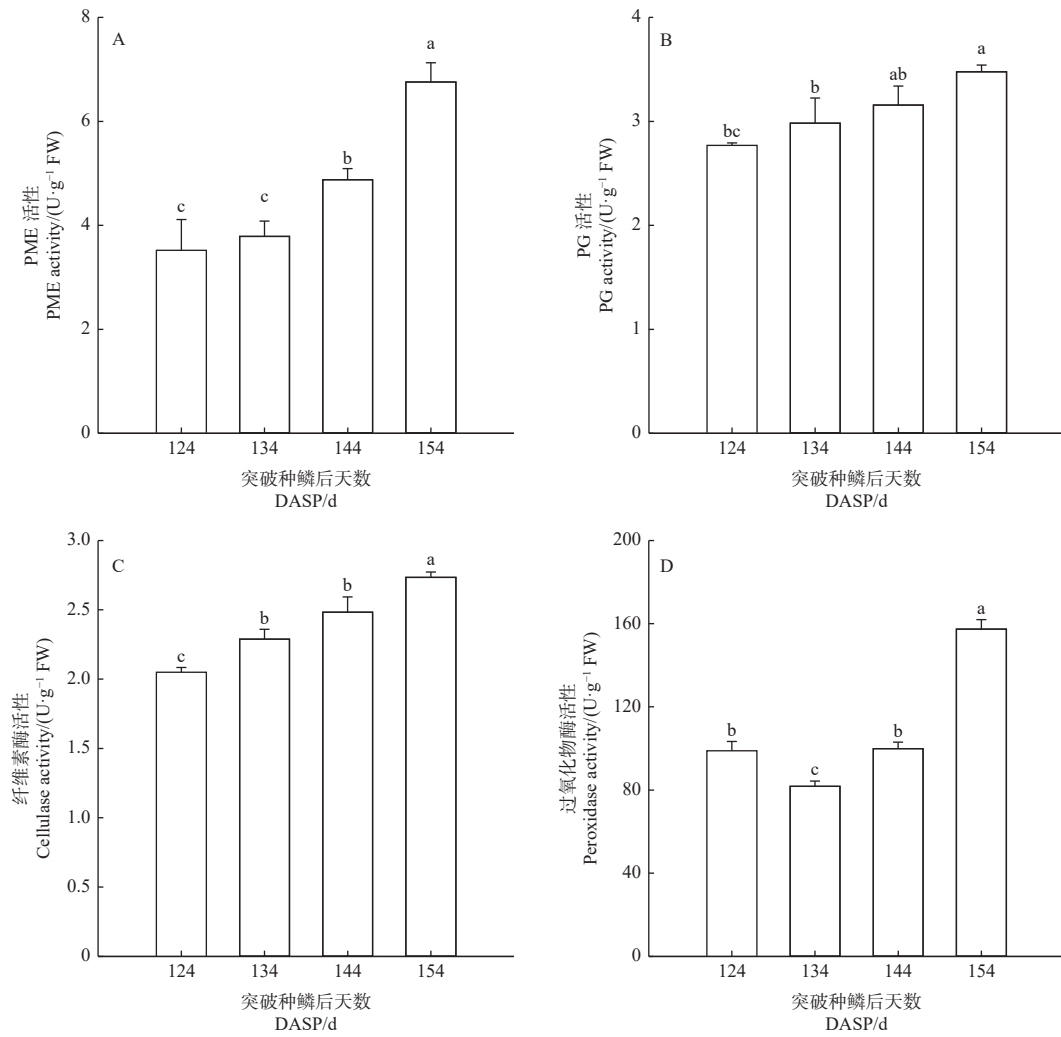 A
8
6
4
2
0
a
b
c
c
PME 活性
PME activity/(U·g⁻¹ FW)
124 134 144 154
突破种鳞后天数
DASP/d
B
4
3
2
1
0
a
ab
b
bc
PG 活性
PG activity/(U·g⁻¹ FW)
124 134 144 154
突破种鳞后天数
DASP/d
C
3.0
2.5
2.0
1.5
1.0
0.5
0
a
b
b
c
纤维素酶活性
Cellulase activity/(U·g⁻¹ FW)
124 134 144 154
突破种鳞后天数
DASP/d
D
200
160
120
80
40
0
a
b
b
c
过氧化物酶活性
Peroxidase activity/(U·g⁻¹ FW)
124 134 144 154
突破种鳞后天数
DASP/d